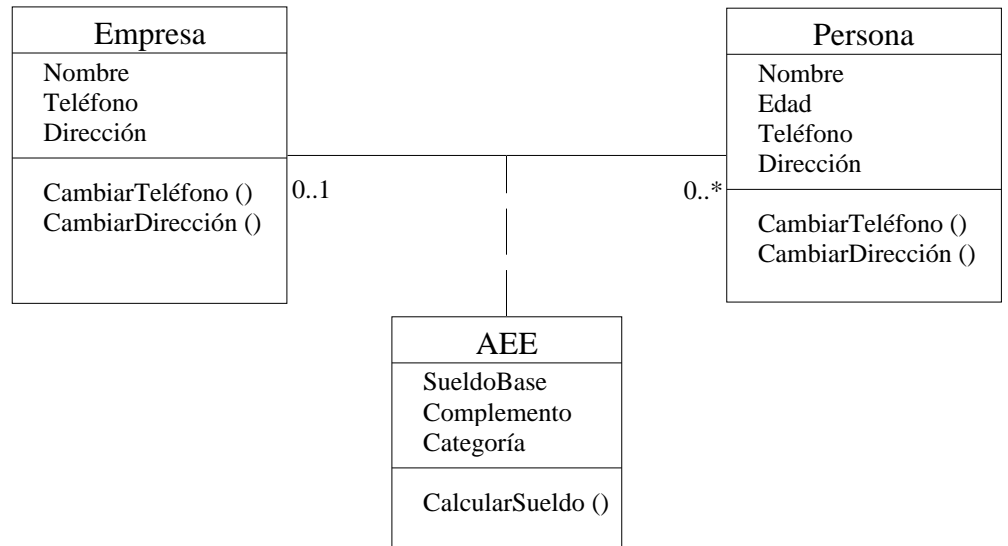 Empresa
Nombre
Teléfono
Dirección
CambiarTeléfono ()
CambiarDirección ()
0..1
0..*
Persona
Nombre
Edad
Teléfono
Dirección
CambiarTeléfono ()
CambiarDirección ()
AEE
SueldoBase
Complemento
Categoría
CalcularSueldo ()